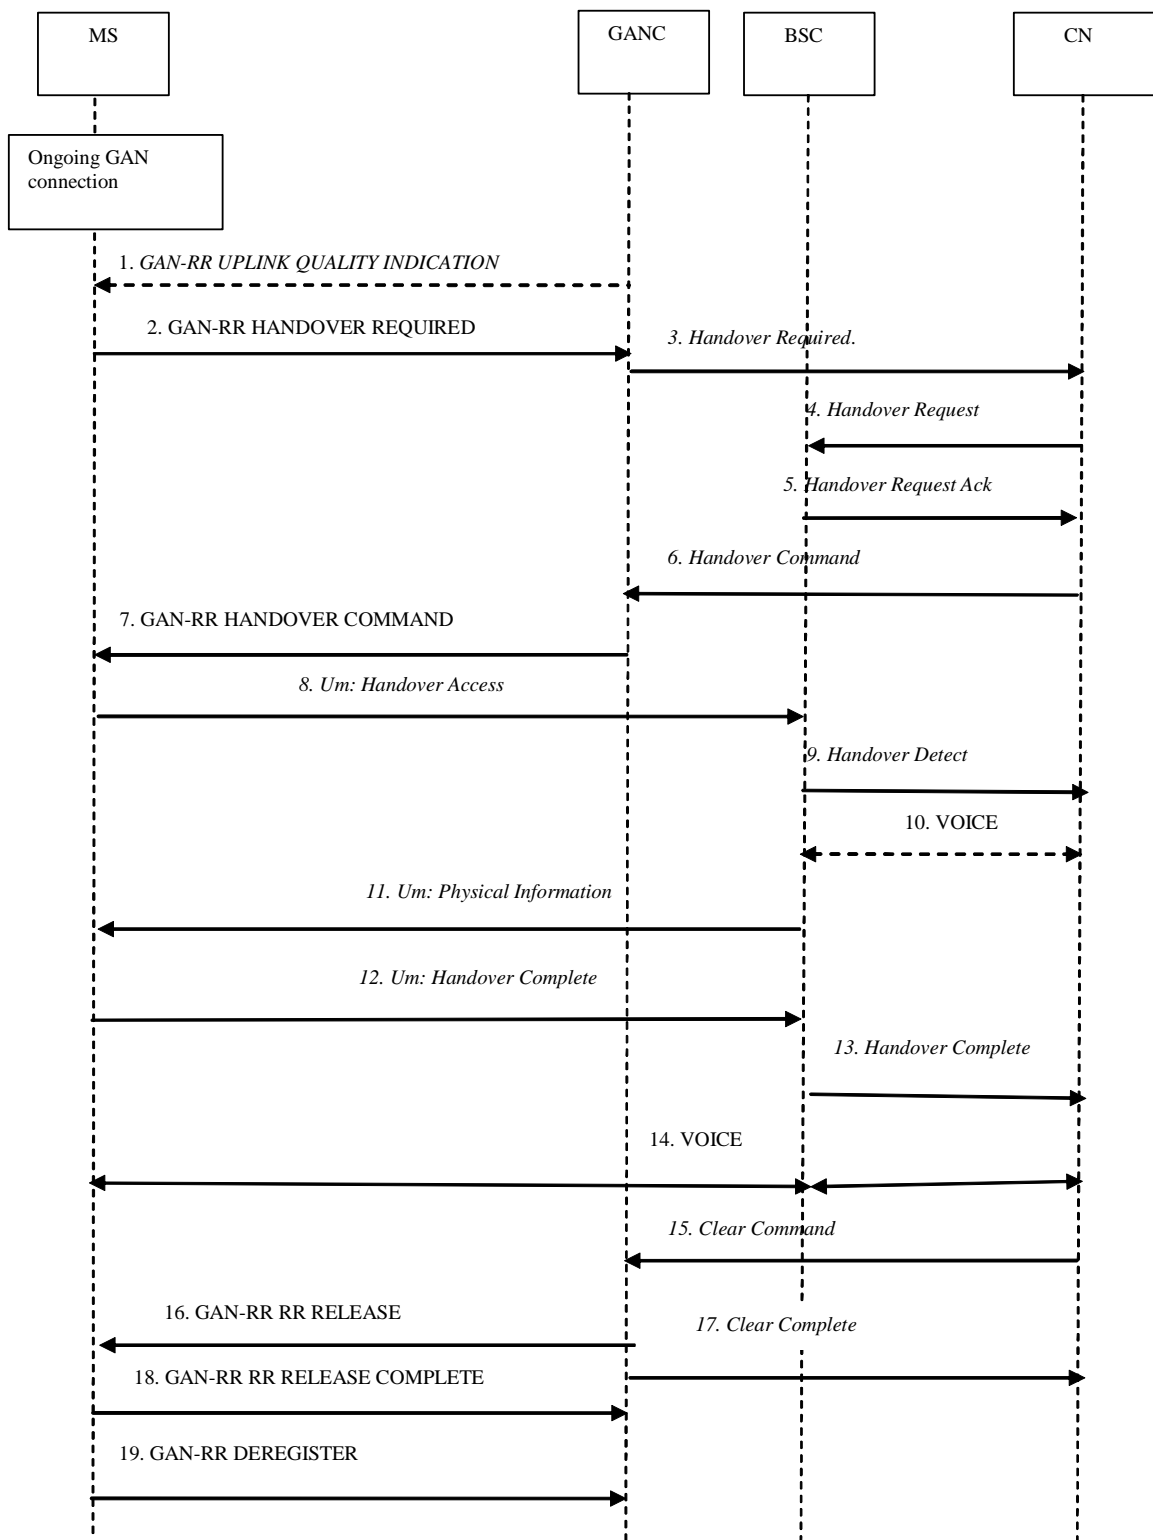 MS
GANC
BSC
CN
Ongoing GAN
connection
1. GAN-RR UPLINK QUALITY INDICATION
2. GAN-RR HANDOVER REQUIRED
3. Handover Required.
4. Handover Request
5. Handover Request Ack
6. Handover Command
7. GAN-RR HANDOVER COMMAND
8. Um: Handover Access
9. Handover Detect
10. VOICE
11. Um: Physical Information
12. Um: Handover Complete
13. Handover Complete
14. VOICE
15. Clear Command
16. GAN-RR RR RELEASE
17. Clear Complete
18. GAN-RR RR RELEASE COMPLETE
19. GAN-RR DEREGISTER